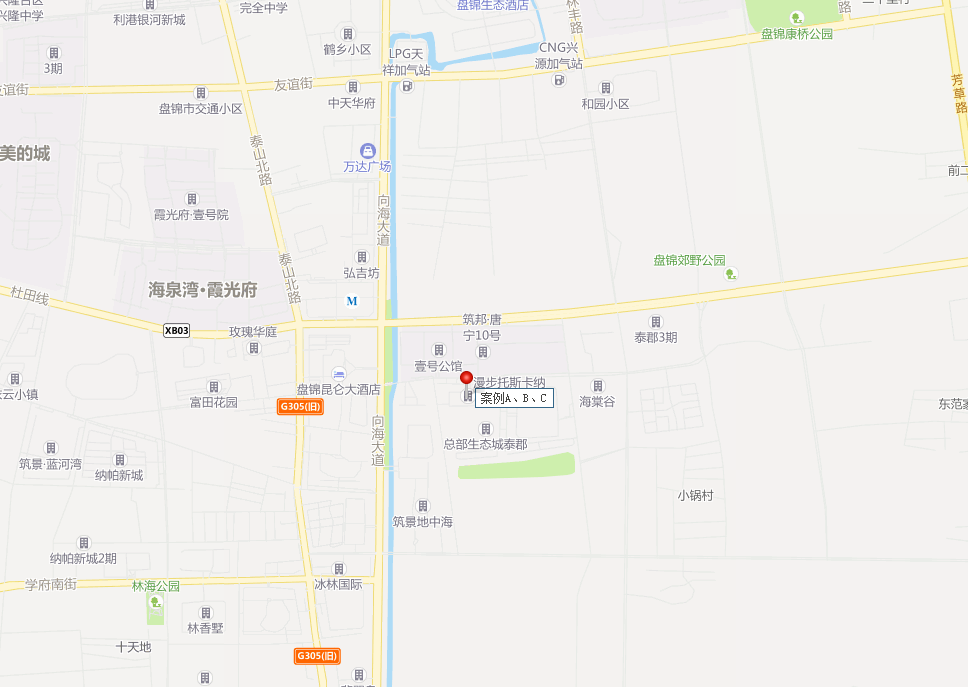 完全中学
盘锦生态酒店
林丰路
路
兴隆中学
利港银河新城
鹤乡小区
盘锦康桥公园
3期
LPG天
祥加气站
CNG兴
源加气站
友谊街
友谊街
盘锦市交通小区
中天华府
和园小区
芳草路
美的城
泰山北路
万达广场
前二
霞光府·壹号院
向海大道
泰山北路
弘吉坊
盘锦郊野公园
海泉湾·霞光府
杜田线
M
XB03
玫瑰华庭
筑邦·唐
宁10号
泰郡3期
壹号公馆
漫步托斯卡纳
案例A、B、C
盘锦昆仑大酒店
云小镇
富田花园
G305(旧)
海棠谷
东范家
向海大道
总部生态城泰郡
筑景·蓝河湾
纳帕新城
小锅村
筑景地中海
纳帕新城2期
学府南街
林海公园
冰林国际
林香墅
十天地
G305(旧)